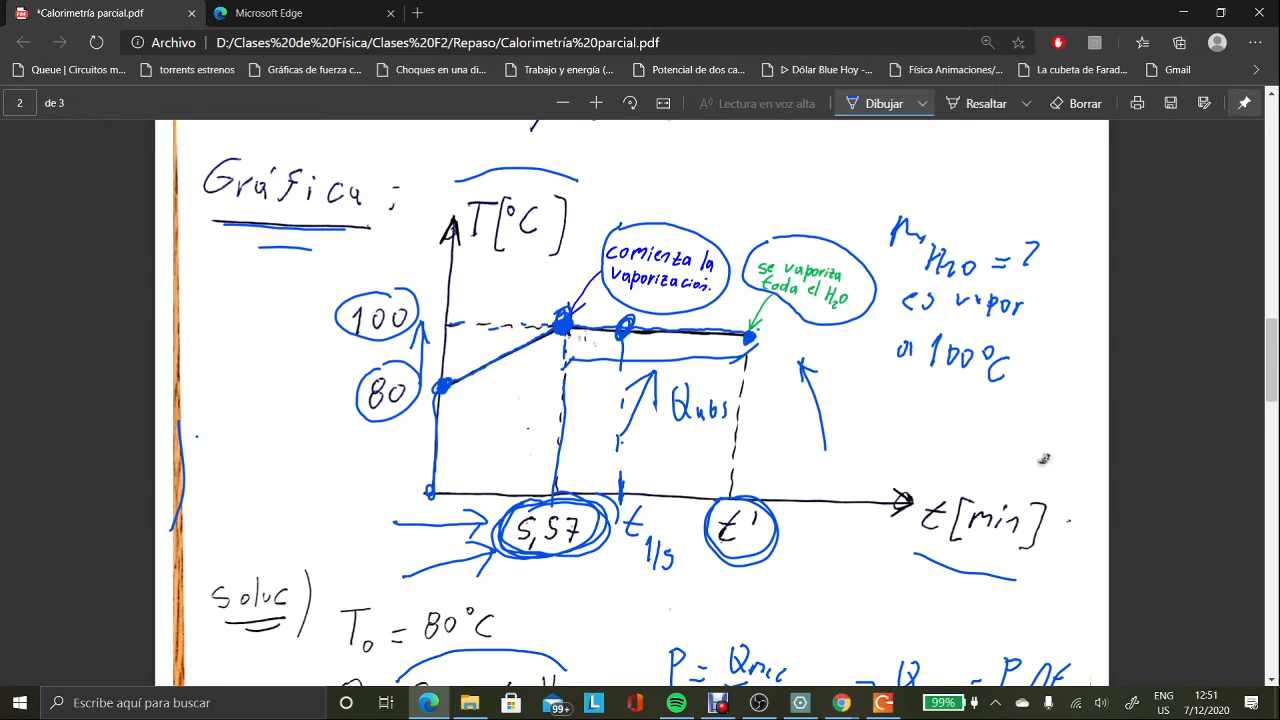 *Calorimetría parcial.pdf
Microsoft Edge
Archivo
D:/Clases%20de%20Física/Clases%20F2/Repaso/Calorimetría%20parcial.pdf
Queue | Circuitos m...
torrents estrenos
Gráficas de fuerza c...
Choques en una di...
Trabajo y energía (...
Potencial de dos ca...
▷ Dólar Blue Hoy -...
Física Animaciones/...
La cubeta de Farad...
Gmail
2
de 3
Lectura en voz alta
Dibujar
Resaltar
Borrar
Gráfica:
T[°C]
comienza la
vaporización.
se vaporiza
toda el H2O
H2O = ?
es vapor
a 100°C
100
80
Qabs
5,57
t 1/5
t'
t[min]
soluc)
T0 = 80°C
Escribe aquí para buscar
99+
99%
ENG
ES
12:51
7/12/2020